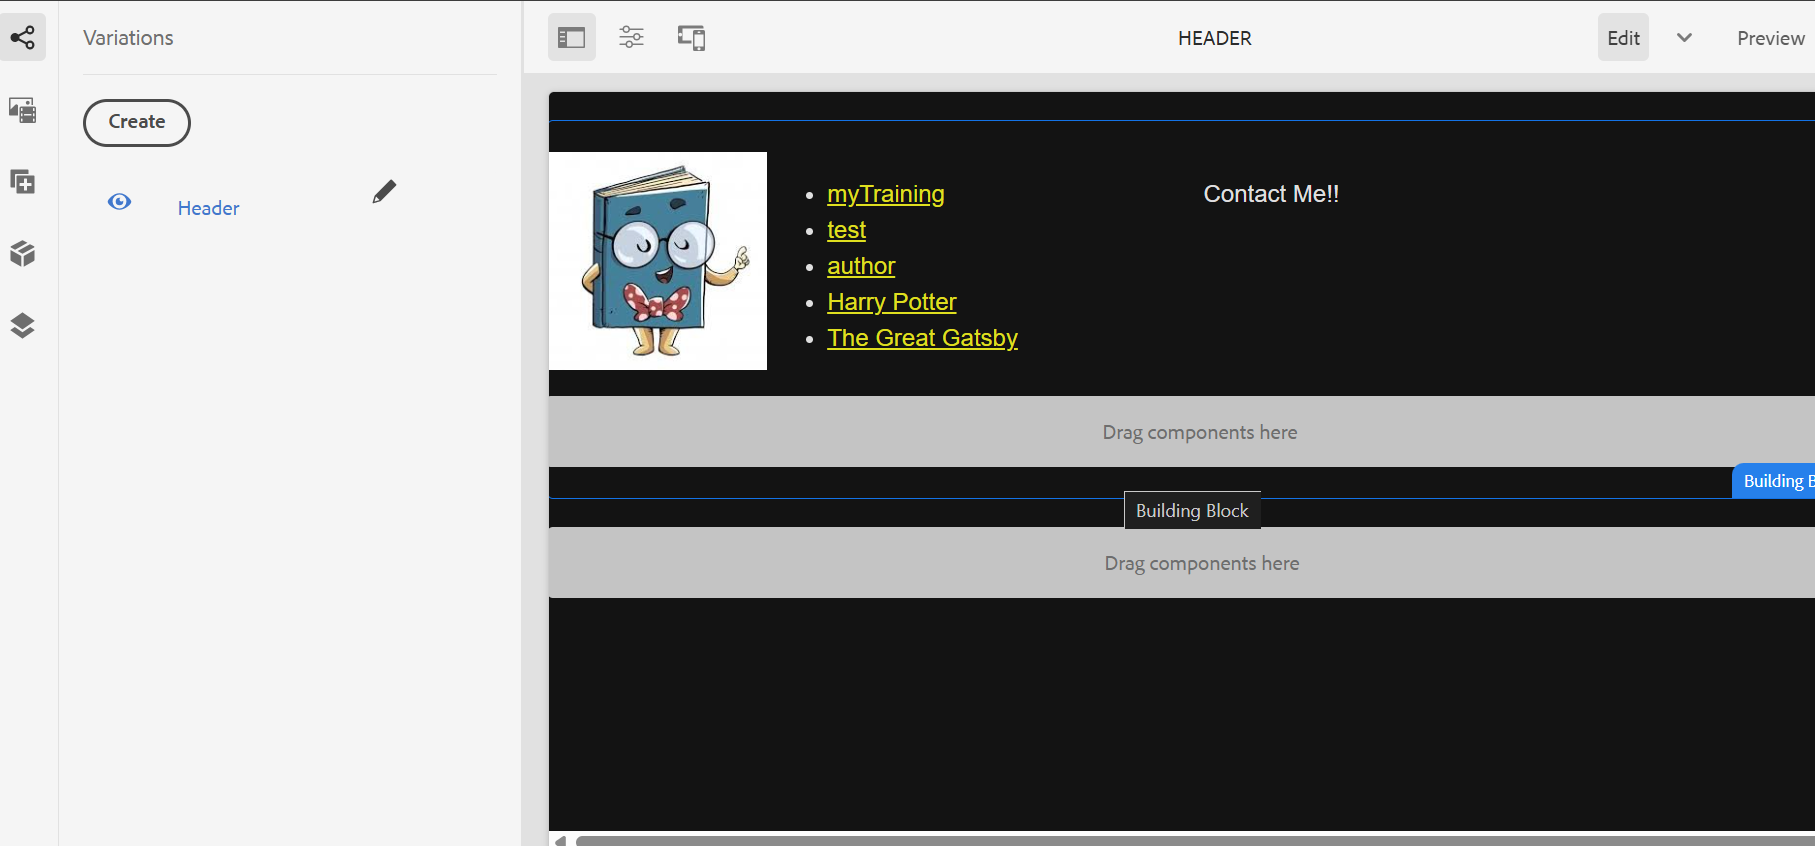 Variations
HEADER
Edit
Preview
Create
Header
myTraining
test
author
Harry Potter
The Great Gatsby
Contact Me!!
Drag components here
Building B
Building Block
Drag components here